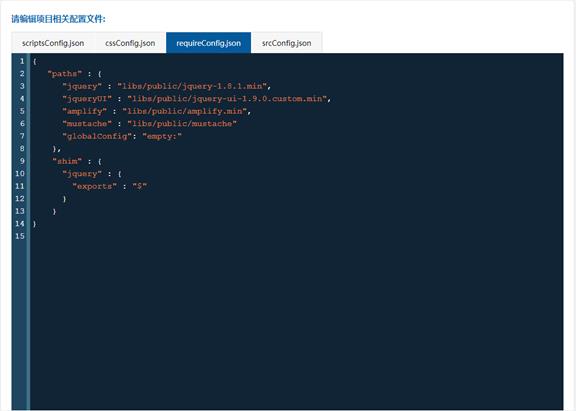 请编辑项目相关配置文件:
scriptsConfig.json cssConfig.json requireConfig.json srcConfig.json
1 {
2 "paths" : {
3 "jquery" : "libs/public/jquery-1.8.1.min",
4 "jqueryUI" : "libs/public/jquery-ui-1.9.0.custom.min",
5 "amplify" : "libs/public/amplify.min",
6 "mustache" : "libs/public/mustache"
7 "globalConfig": "empty:"
8 },
9 "shim" : {
10 "jquery" : {
11 "exports" : "$"
12 }
13 }
14 }
15